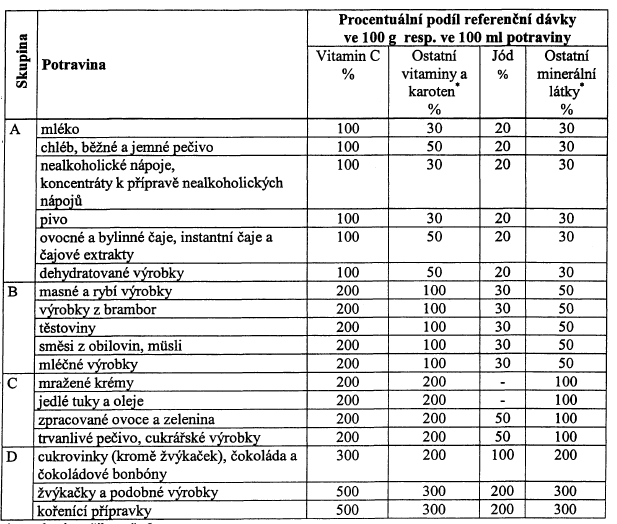 Skupina
Potravina
Procentuální podíl referenční dávky
ve 100 g resp. ve 100 ml potraviny
Vitamin C
%
Ostatní
vitaminy a
karoten*
%
Jód
%
Ostatní
minerální
látky*
%
A mléko 100 30 20 30
chléb, běžné a jemné pečivo 100 50 20 30
nealkoholické nápoje, 100 30 20 30
koncentráty k přípravě nealkoholických
nápojů
pivo 100 30 20 30
ovocné a bylinné čaje, instantní čaje a 100 50 20 30
čajové extrakty
dehydratované výrobky 100 50 20 30
B masné a rybí výrobky 200 100 30 50
výrobky z brambor 200 100 30 50
těstoviny 200 100 30 50
směsi z obilovin, müsli 200 100 30 50
mléčné výrobky 200 100 30 50
C mražené krémy 200 200 - 100
jedlé tuky a oleje 200 200 - 100
zpracované ovoce a zelenina 200 200 50 100
trvanlivé pečivo, cukrářské výrobky 200 200 50 100
D cukrovinky (kromě žvýkaček), čokoláda a 300 200 100 200
čokoládové bonbóny
žvýkačky a podobné výrobky 500 300 200 300
kořenící přípravky 500 300 200 300